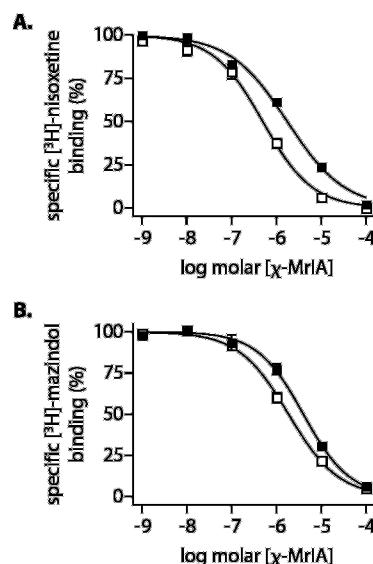 A.
specific [³H]-nisoxetine
binding (%)
100
75
50
25
0
-9 -8 -7 -6 -5 -4
log molar [χ-MrIA]
B.
specific [³H]-mazindol
binding (%)
100
75
50
25
0
-9 -8 -7 -6 -5 -4
log molar [χ-MrIA]